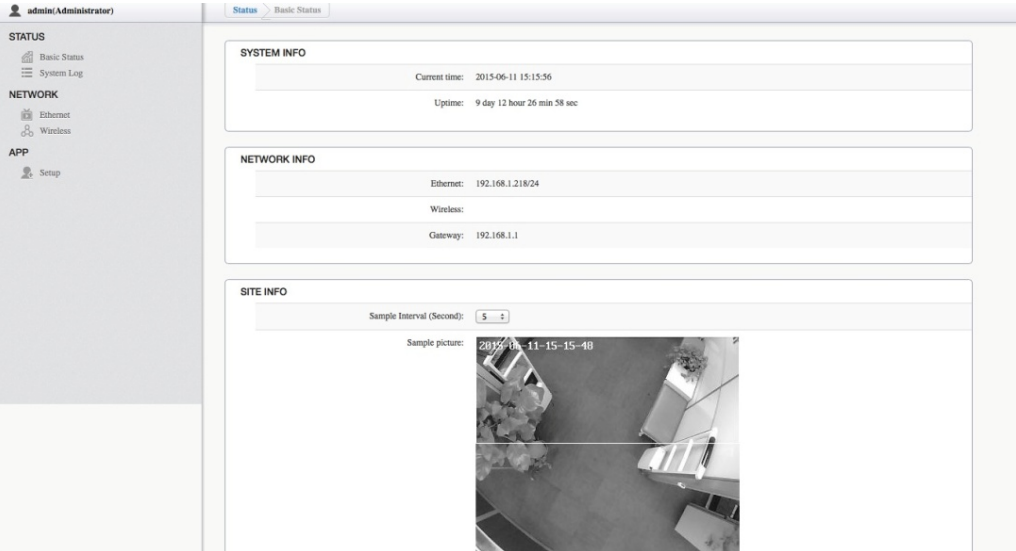 admin(Administrator)
Status
Basic Status
STATUS
Basic Status
System Log
NETWORK
Ethernet
Wireless
APP
Setup
SYSTEM INFO
Current time: 2015-06-11 15:15:56
Uptime: 9 day 12 hour 26 min 58 sec
NETWORK INFO
Ethernet: 192.168.1.218/24
Wireless:
Gateway: 192.168.1.1
SITE INFO
Sample Interval (Second): 5
Sample picture:
2015-06-11-15-15-48